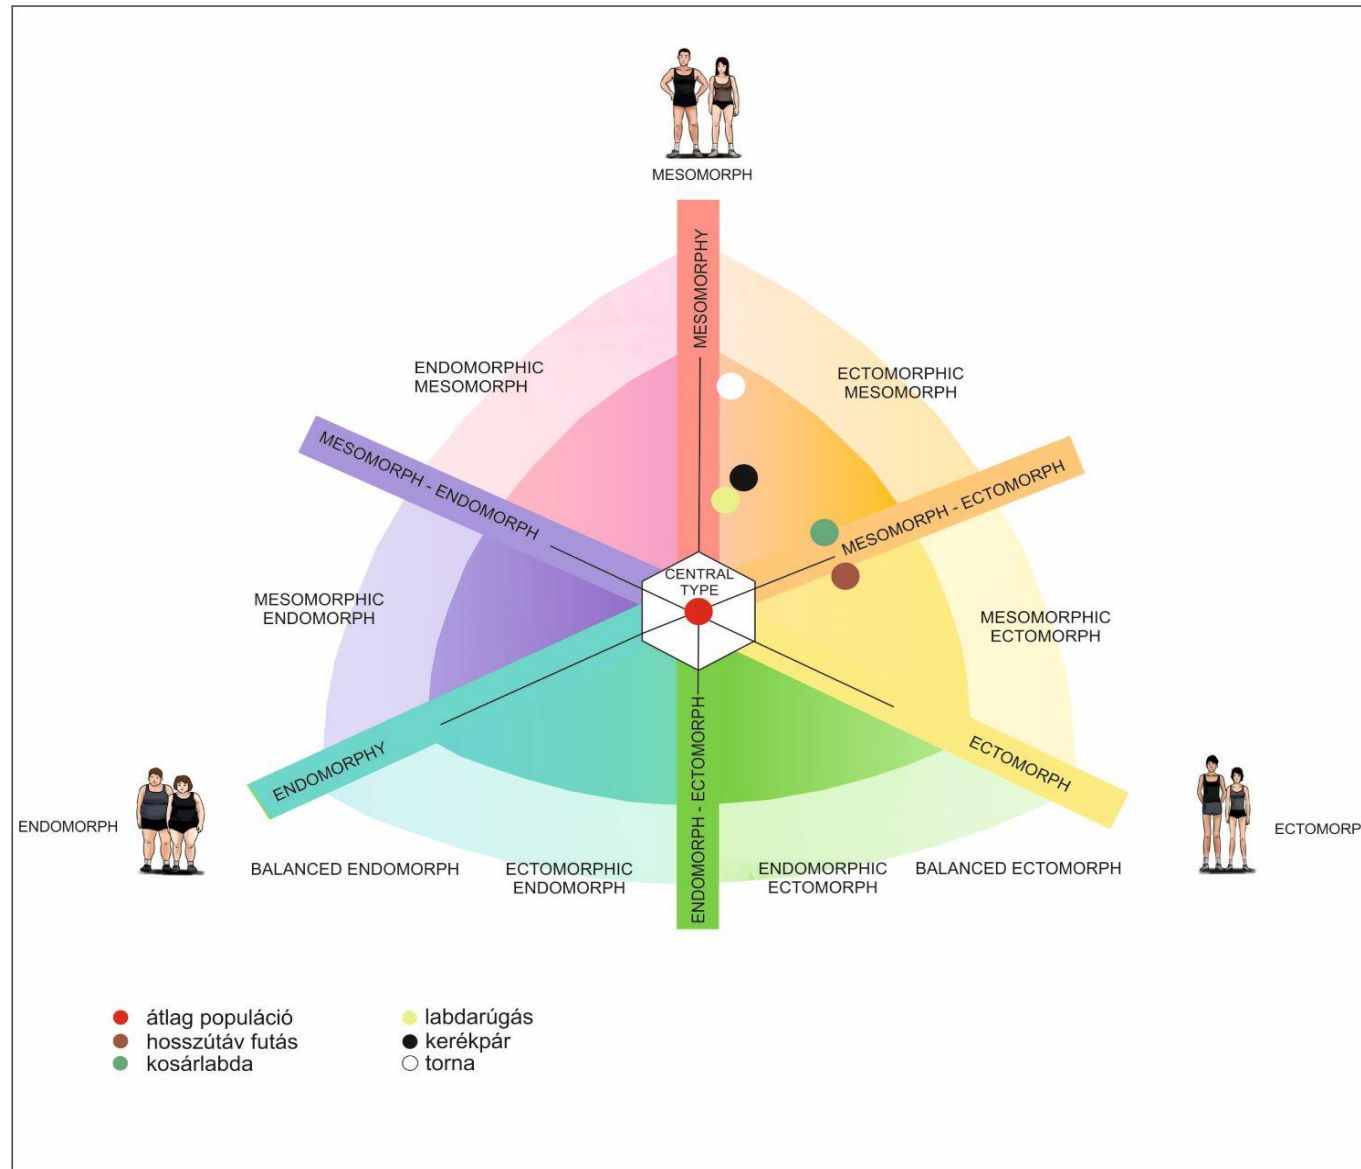 MESOMORPH
MESOMORPHY
ENDOMORPHIC
MESOMORPH
ECTOMORPHIC
MESOMORPH
MESOMORPH - ENDOMORPH
MESOMORPH - ECTOMORPH
CENTRAL
TYPE
MESOMORPHIC
ENDOMORPH
MESOMORPHIC
ECTOMORPH
ENDOMORPHY
ENDOMORPH - ECTOMORPH
ECTOMORPH
ENDOMORPH
ECTOMORP
BALANCED ENDOMORPH
ECTOMORPHIC
ENDOMORPH
ENDOMORPHIC
ECTOMORPH
BALANCED ECTOMORPH
átlag populáció
hosszútáv futás
kosárlabda
labdarúgás
kerékpár
torna